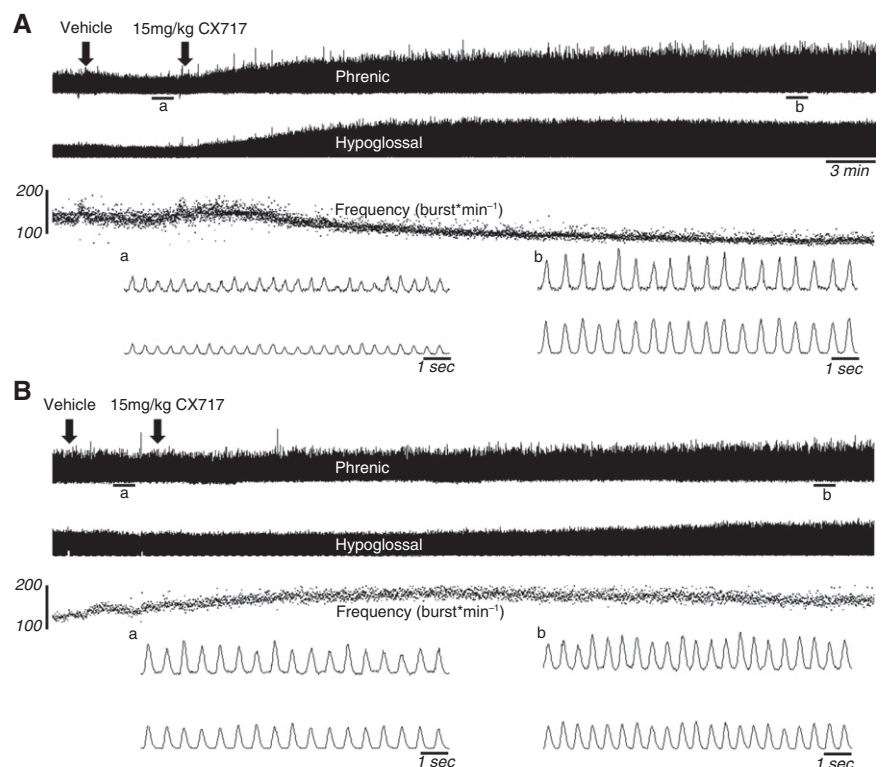 A
Vehicle 15mg/kg CX717
Phrenic
a b
Hypoglossal
3 min
200
Frequency (burst*min⁻¹)
100
a b
1 sec 1 sec
B
Vehicle 15mg/kg CX717
Phrenic
a b
Hypoglossal
200
Frequency (burst*min⁻¹)
100
a b
1 sec 1 sec